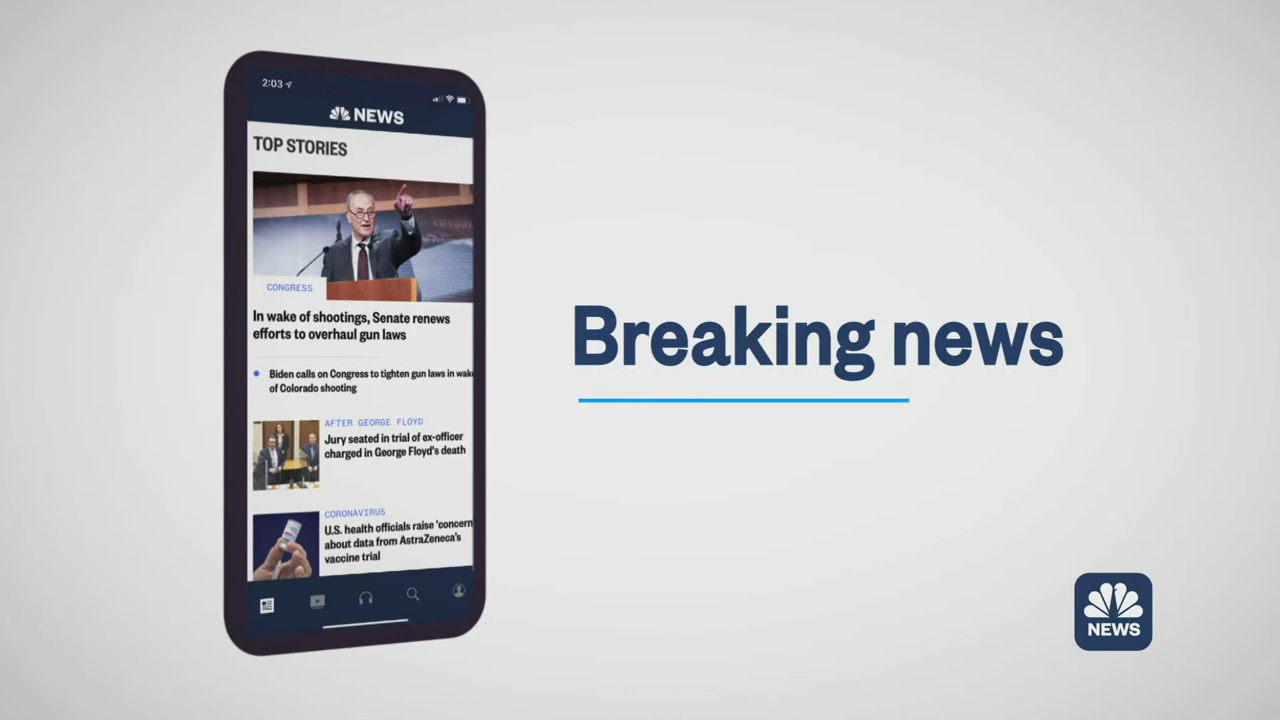 2:03
NEWS
TOP STORIES
CONGRESS
In wake of shootings, Senate renews
efforts to overhaul gun laws
Biden calls on Congress to tighten gun laws in wake
of Colorado shooting
AFTER GEORGE FLOYD
Jury seated in trial of ex-officer
charged in George Floyd's death
CORONAVIRUS
U.S. health officials raise 'concern
about data from AstraZeneca's
vaccine trial
Breaking news
NEWS